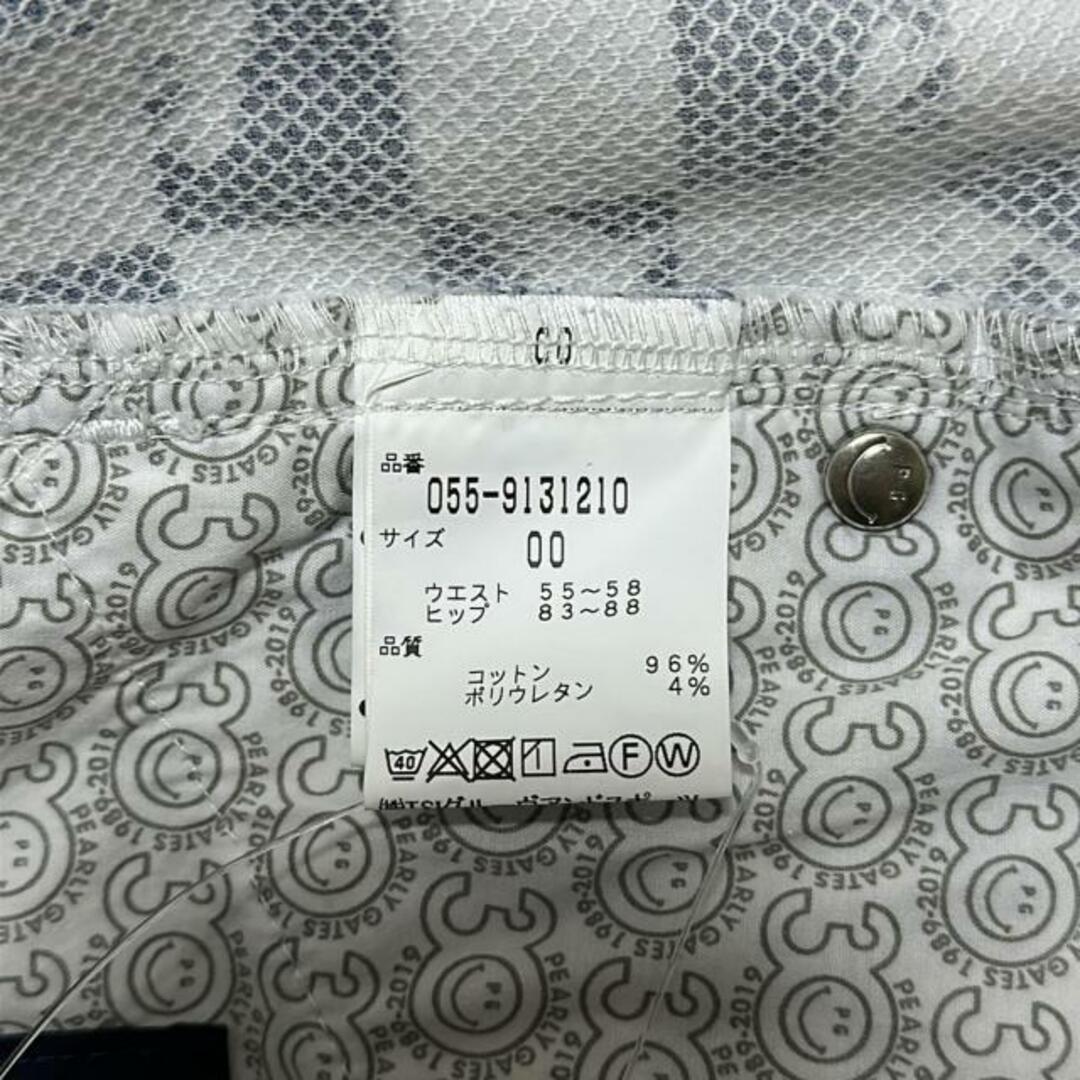 CO
品番
055-9131210
サイズ
00
ウエスト 55~58
ヒップ 83~88
品質
コットン 96%
ポリウレタン 4%
40 F W
PG
PEARLY GATES 1989-2019